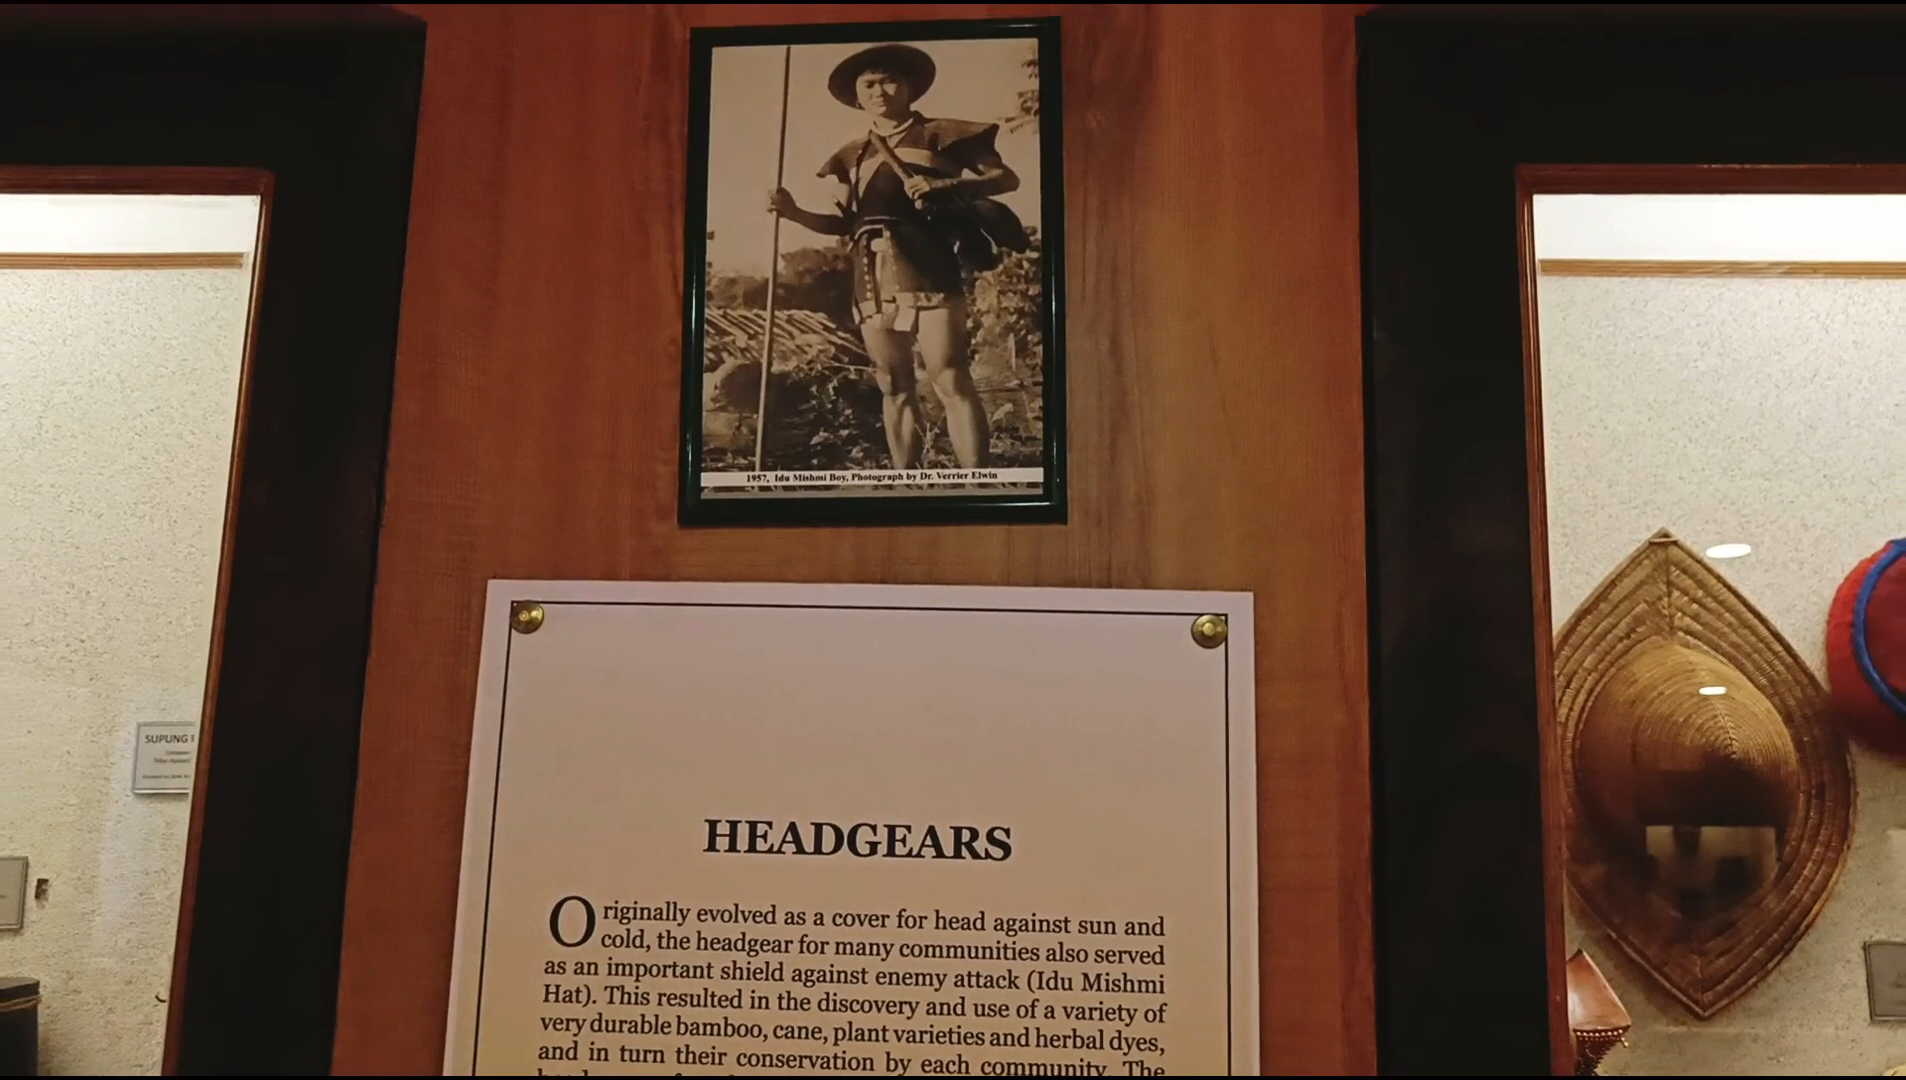 1957, Idu Mishmi Boy, Photograph by Dr. Verrier Elwin
SUPUNG
HEADGEARS
Originally evolved as a cover for head against sun and
cold, the headgear for many communities also served
as an important shield against enemy attack (Idu Mishmi
Hat). This resulted in the discovery and use of a variety of
very durable bamboo, cane, plant varieties and herbal dyes,
and in turn their conservation by each community. The